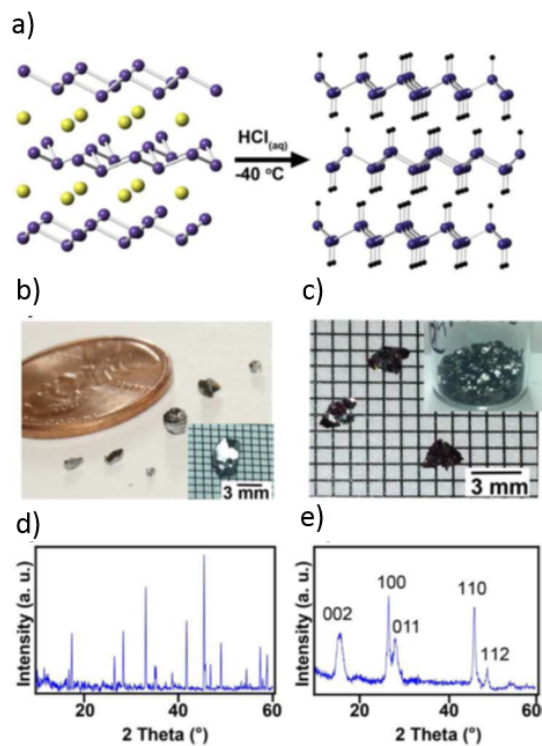 a)
HCl(aq)
-40 °C
b)
c)
3 mm
3 mm
d)
e)
Intensity (a. u.)
20
40
60
2 Theta (°)
Intensity (a. u.)
002
100
011
110
112
20
40
60
2 Theta (°)